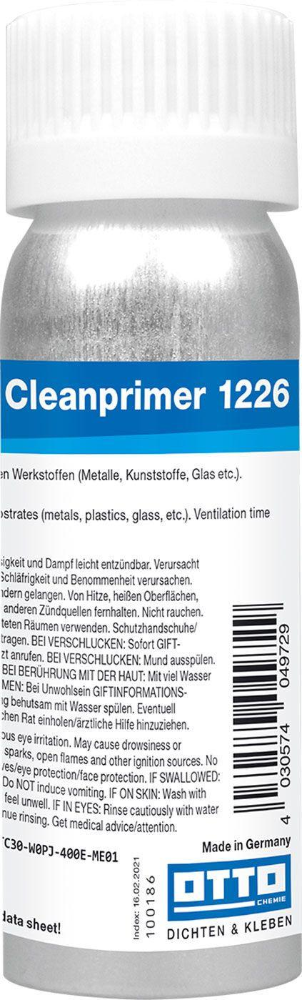 Cleanprimer 1226
en Werkstoffen (Metalle, Kunststoffe, Glas etc.).
ostrates (metals, plastics, glass, etc.). Ventilation time
sigkeit und Dampf leicht entzündbar. Verursacht
Schläfrigkeit und Benommenheit verursachen.
ndern gelangen. Von Hitze, heißen Oberflächen,
anderen Zündquellen fernhalten. Nicht rauchen.
teten Räumen verwenden. Schutzhandschuhe/
tragen. BEI VERSCHLUCKEN: Sofort GIFT-
zt anrufen. BEI VERSCHLUCKEN: Mund ausspülen.
BEI BERÜHRUNG MIT DER HAUT: Mit viel Wasser
MEN: Bei Unwohlsein GIFTINFORMATIONS-
ng behutsam mit Wasser spülen. Eventuell
chen Rat einholen/ärztliche Hilfe hinzuziehen.
ous eye irritation. May cause drowsiness or
sparks, open flames and other ignition sources. No
ves/eye protection/face protection. IF SWALLOWED:
Do NOT induce vomiting. IF ON SKIN: Wash with
feel unwell. IF IN EYES: Rinse cautiously with water
nue rinsing. Get medical advice/attention.
TC30-W0PJ-400E-ME01
data sheet!
Index: 16.02.2021
100186
4 030574 049729
Made in Germany
OTTO
CHEMIE
DICHTEN & KLEBEN